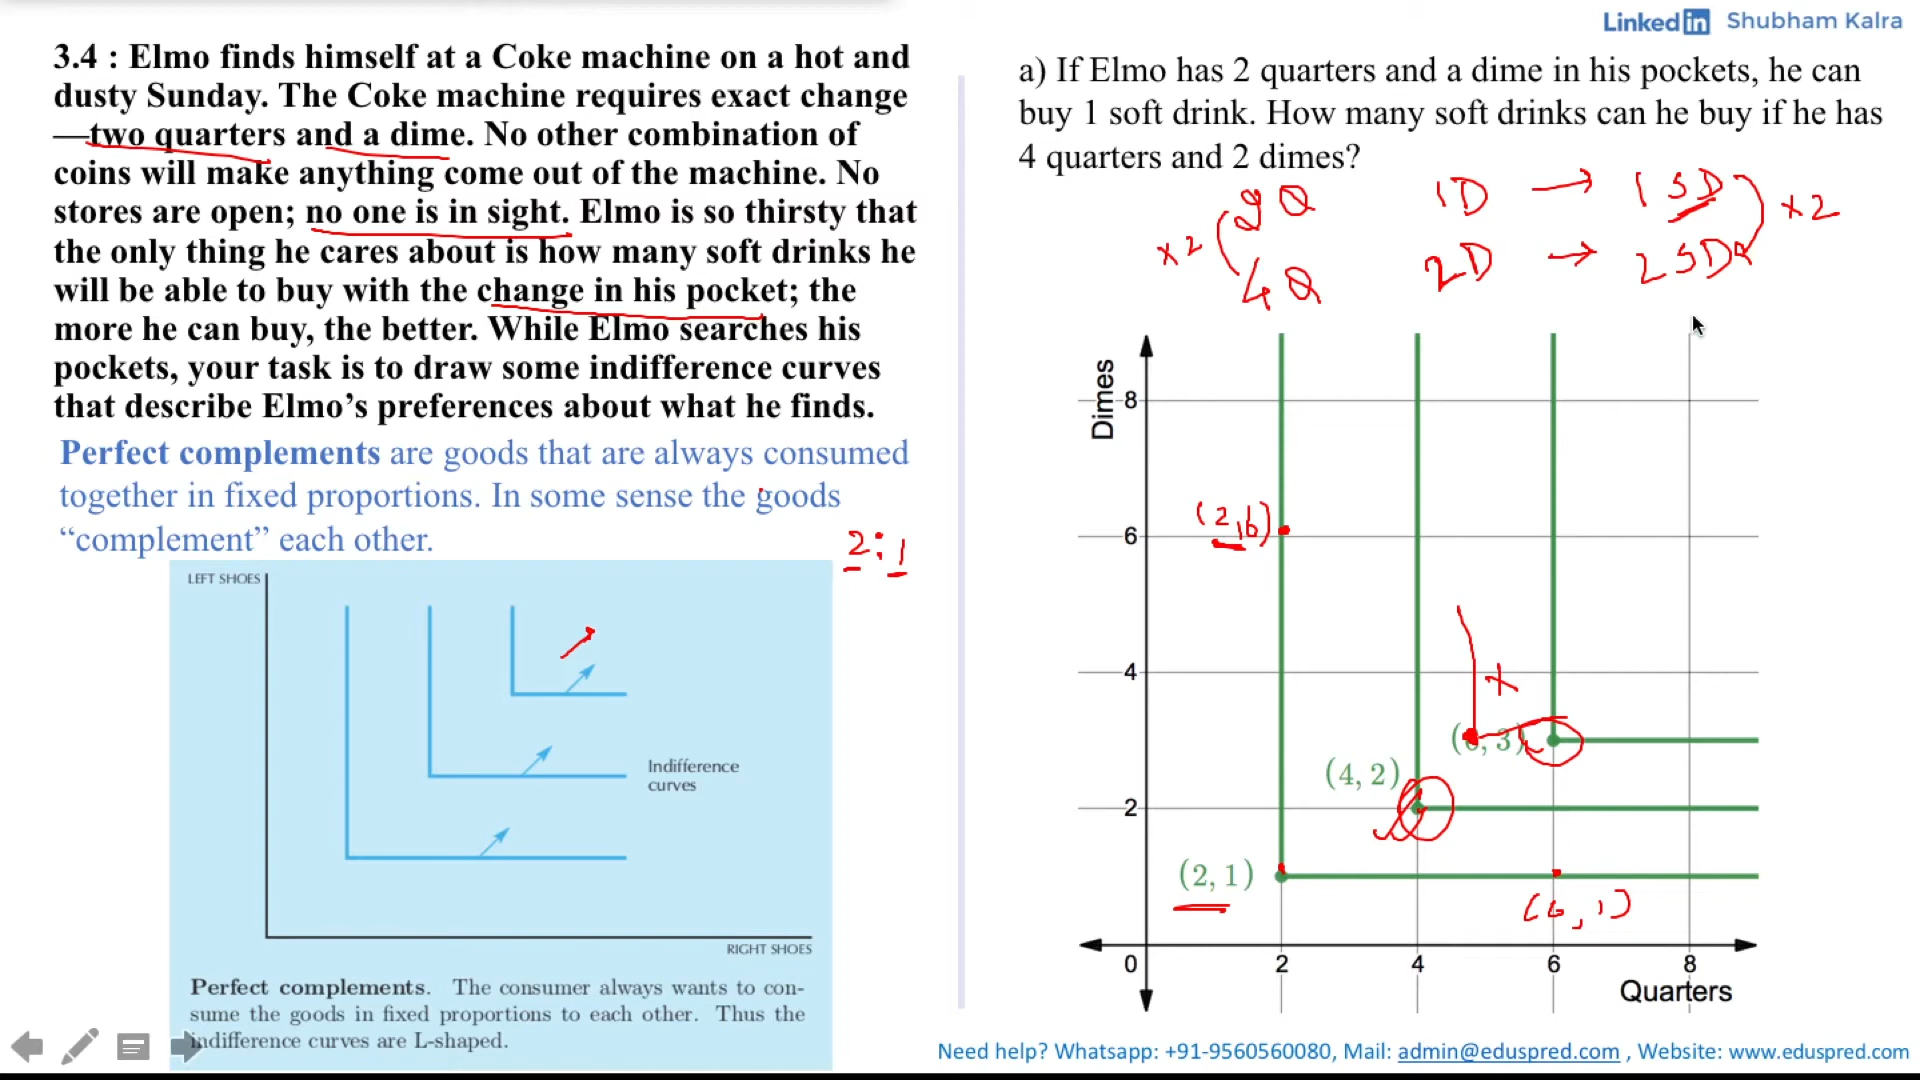 Linked in Shubham Kalra
3.4 : Elmo finds himself at a Coke machine on a hot and
dusty Sunday. The Coke machine requires exact change
—two quarters and a dime. No other combination of
coins will make anything come out of the machine. No
stores are open; no one is in sight. Elmo is so thirsty that
the only thing he cares about is how many soft drinks he
will be able to buy with the change in his pocket; the
more he can buy, the better. While Elmo searches his
pockets, your task is to draw some indifference curves
that describe Elmo’s preferences about what he finds.
Perfect complements are goods that are always consumed
together in fixed proportions. In some sense the goods
“complement” each other.
2:1
LEFT SHOES
Indifference
curves
RIGHT SHOES
Perfect complements. The consumer always wants to con-
sume the goods in fixed proportions to each other. Thus the
indifference curves are L-shaped.
a) If Elmo has 2 quarters and a dime in his pockets, he can
buy 1 soft drink. How many soft drinks can he buy if he has
4 quarters and 2 dimes?
2Q 1D → 1SD
×2 ×2
4Q 2D → 2SD
Dimes
8
(2,6)
6
4
(6, 3)
(4, 2)
2
(2, 1)
(6,1)
0 2 4 6 8
Quarters
Need help? Whatsapp: +91-9560560080, Mail: admin@eduspred.com , Website: www.eduspred.com